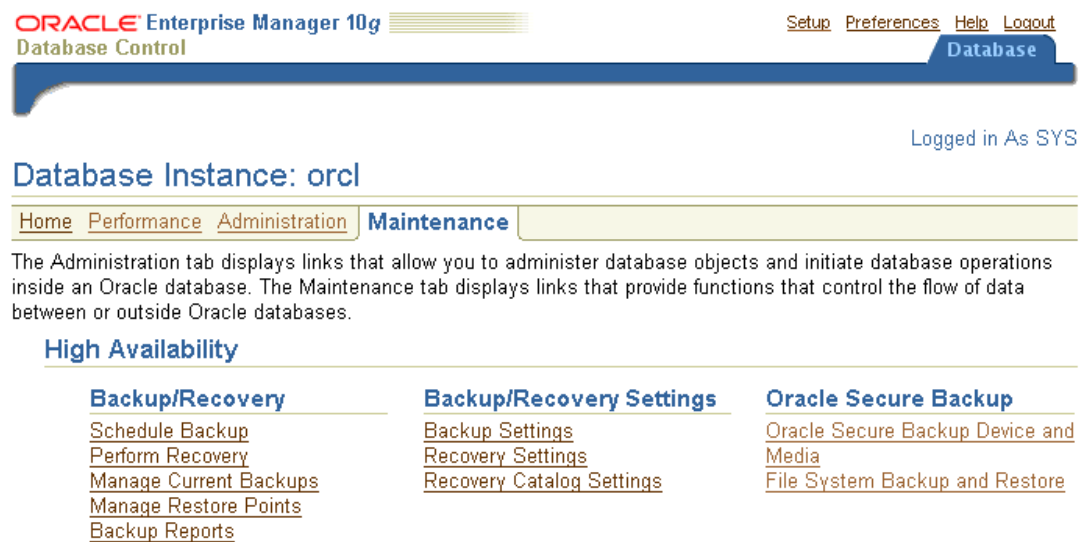 ORACLE Enterprise Manager 10g
Database Control
Setup Preferences Help Logout
Database
Logged in As SYS
Database Instance: orcl
Home Performance Administration Maintenance
The Administration tab displays links that allow you to administer database objects and initiate database operations
inside an Oracle database. The Maintenance tab displays links that provide functions that control the flow of data
between or outside Oracle databases.
High Availability
Backup/Recovery
Schedule Backup
Perform Recovery
Manage Current Backups
Manage Restore Points
Backup Reports
Backup/Recovery Settings
Backup Settings
Recovery Settings
Recovery Catalog Settings
Oracle Secure Backup
Oracle Secure Backup Device and
Media
File System Backup and Restore